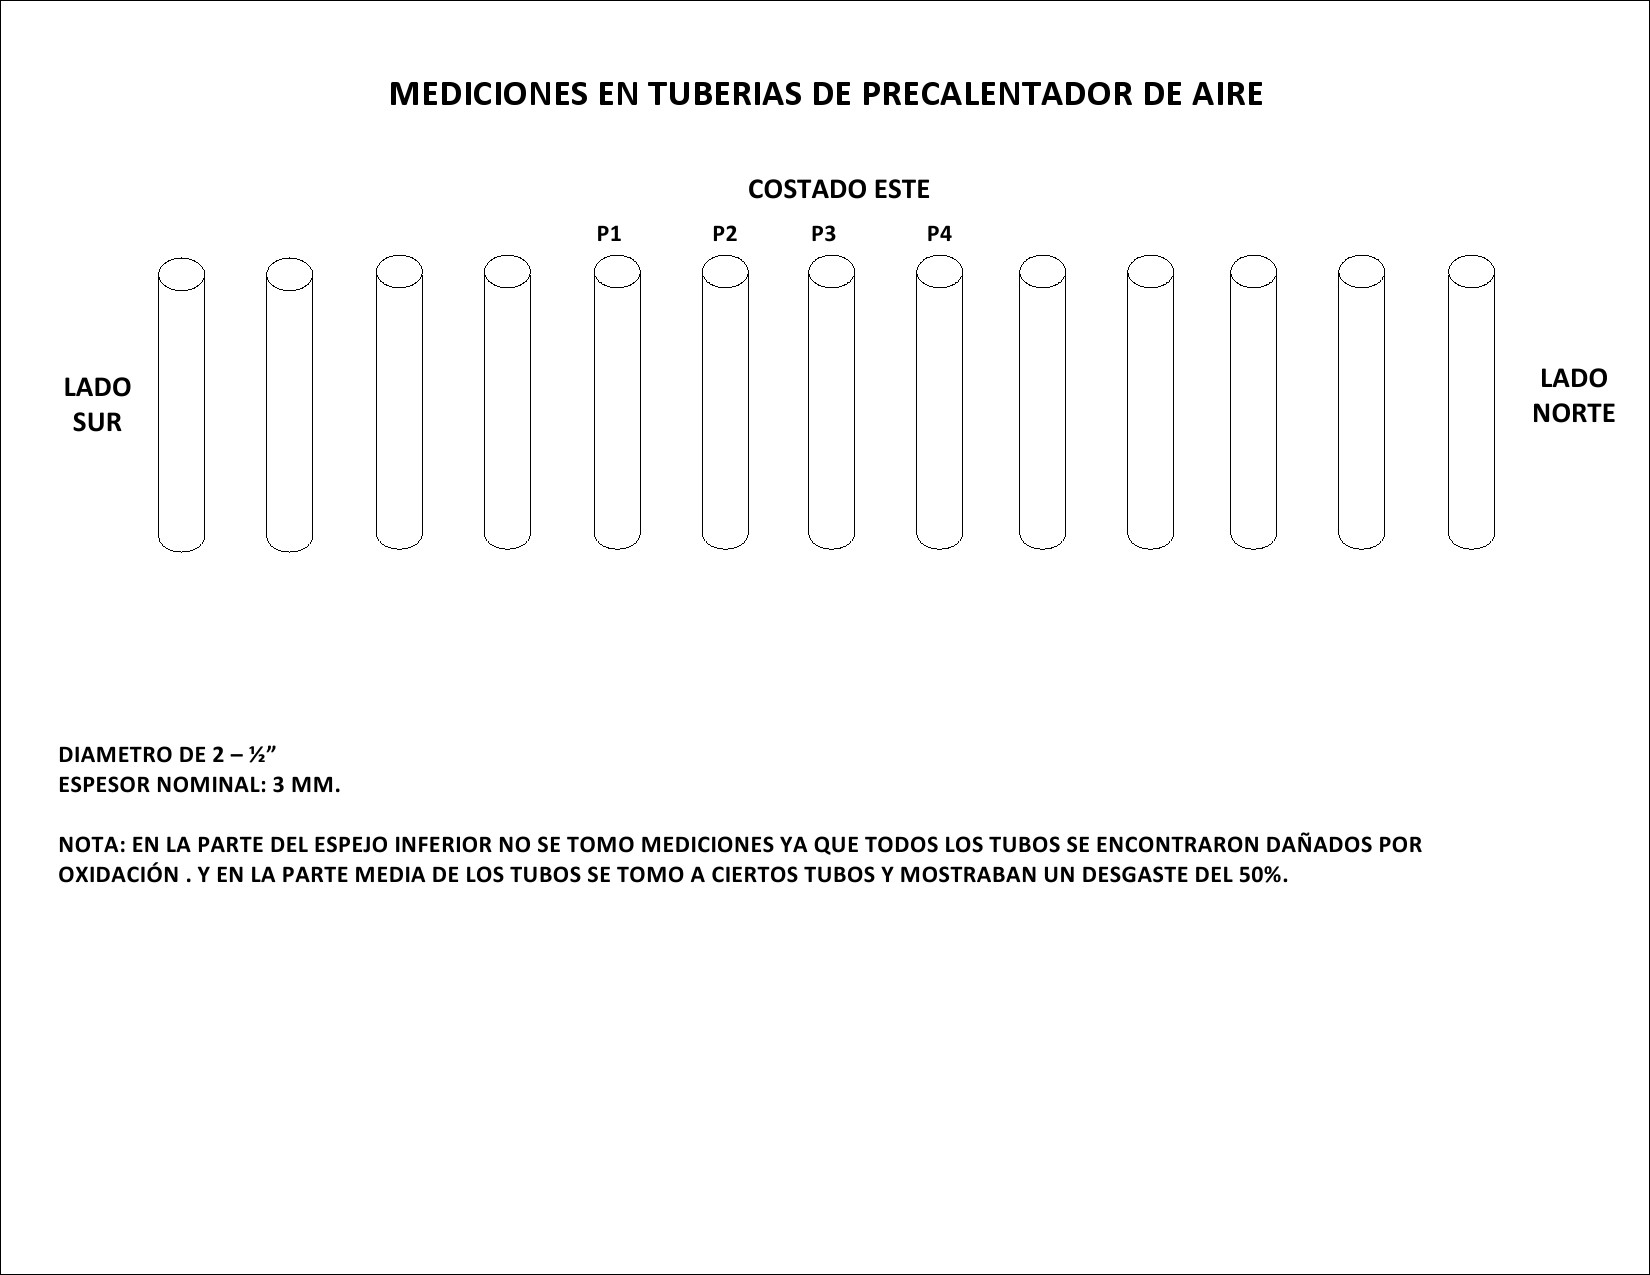 MEDICIONES EN TUBERIAS DE PRECALENTADOR DE AIRE
COSTADO ESTE
P1 P2 P3 P4
LADO
SUR
LADO
NORTE
DIAMETRO DE 2 – ½”
ESPESOR NOMINAL: 3 MM.
NOTA: EN LA PARTE DEL ESPEJO INFERIOR NO SE TOMO MEDICIONES YA QUE TODOS LOS TUBOS SE ENCONTRARON DAÑADOS POR
OXIDACIÓN . Y EN LA PARTE MEDIA DE LOS TUBOS SE TOMO A CIERTOS TUBOS Y MOSTRABAN UN DESGASTE DEL 50%.